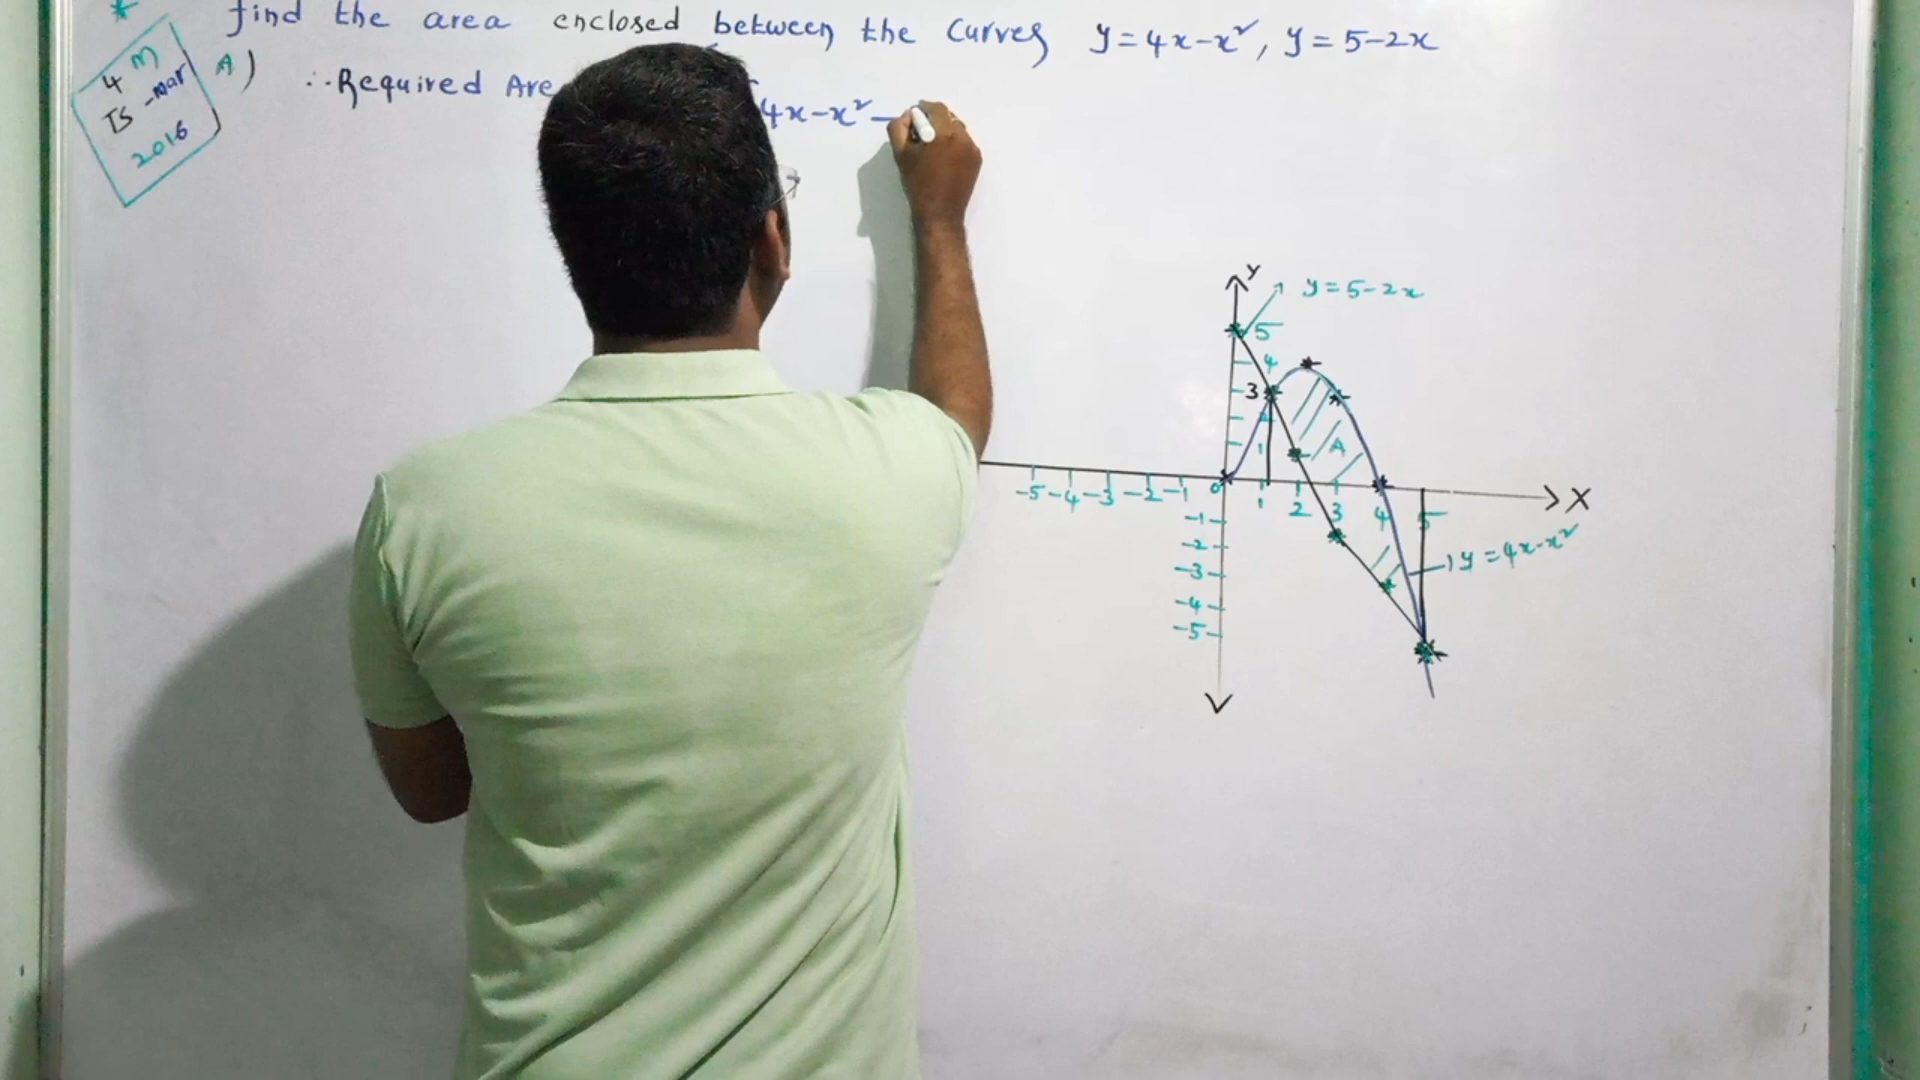 *
find the area enclosed between the Curves y=4x-x², y=5-2x
4 M
TS-mar
2016
A)
∴ Required Are
4x-x²-
Y
y=5-2x
5
4
3
2
1
A
-5 -4 -3 -2 -1 0 1 2 3 4 5 X
-1
-2
-3
-4
-5
y=4x-x²